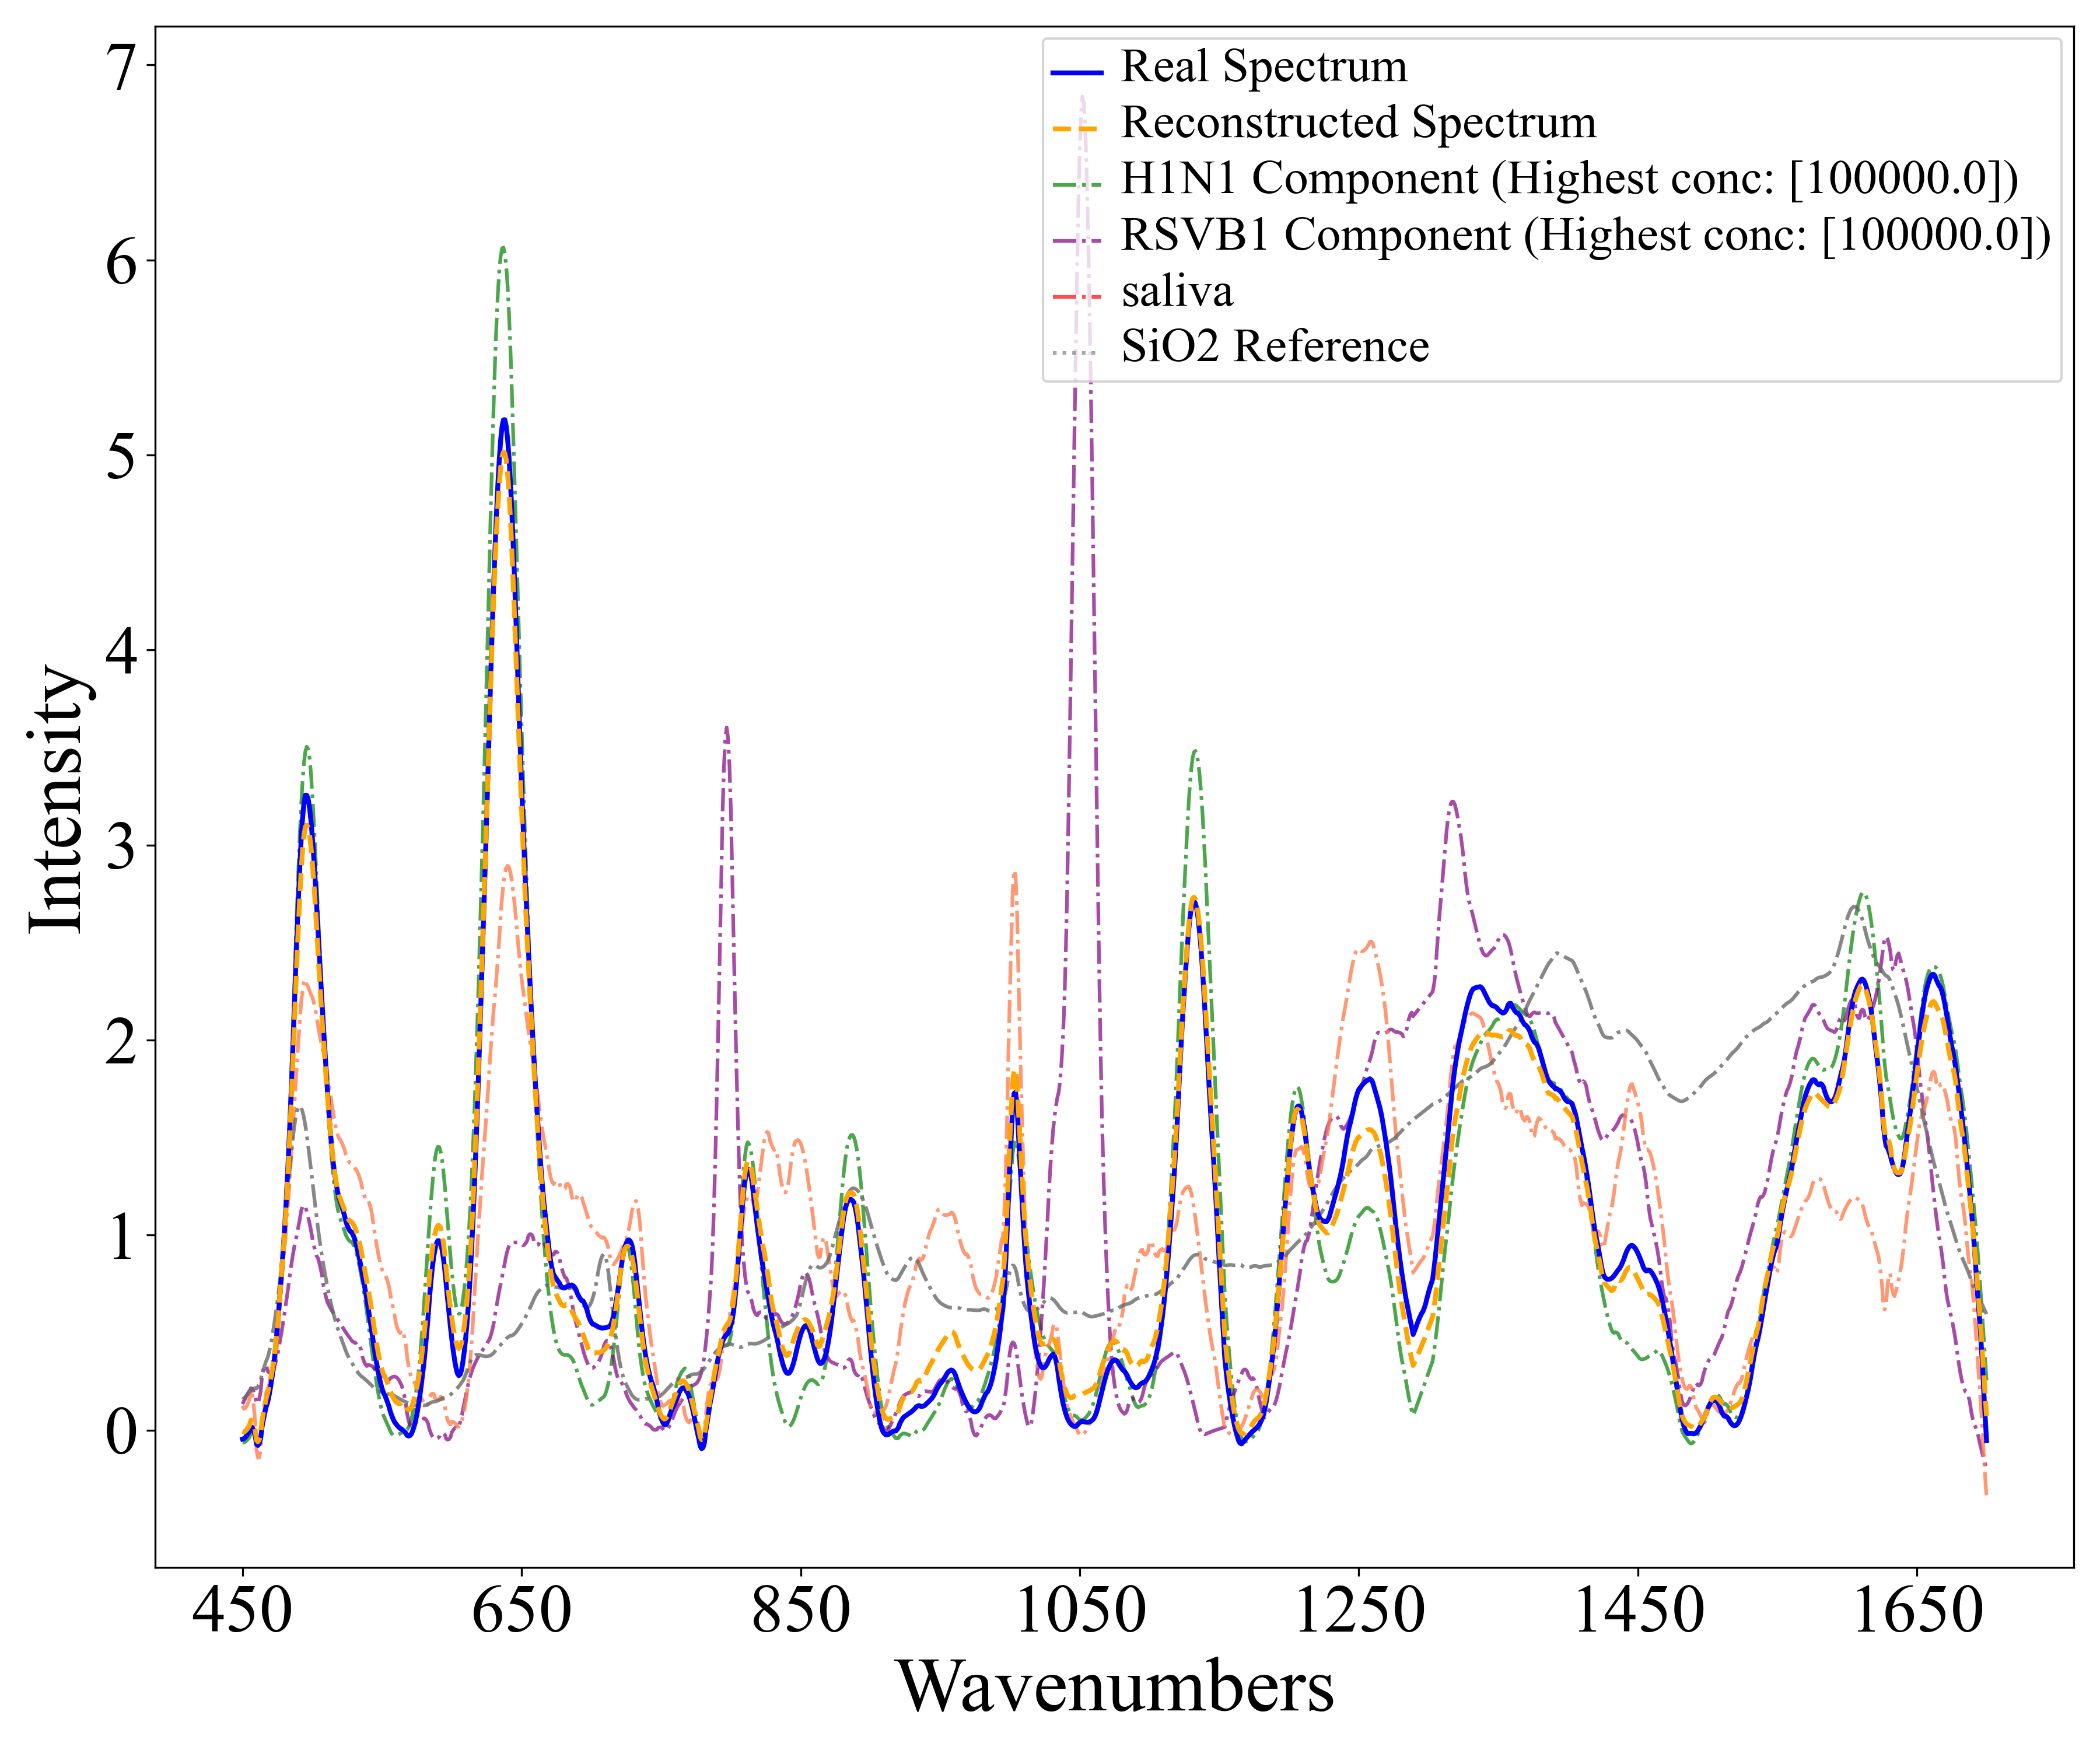 Intensity
7
6
5
4
3
2
1
0
Real Spectrum
Reconstructed Spectrum
H1N1 Component (Highest conc: [100000.0])
RSVB1 Component (Highest conc: [100000.0])
saliva
SiO2 Reference
450 650 850 1050 1250 1450 1650
Wavenumbers